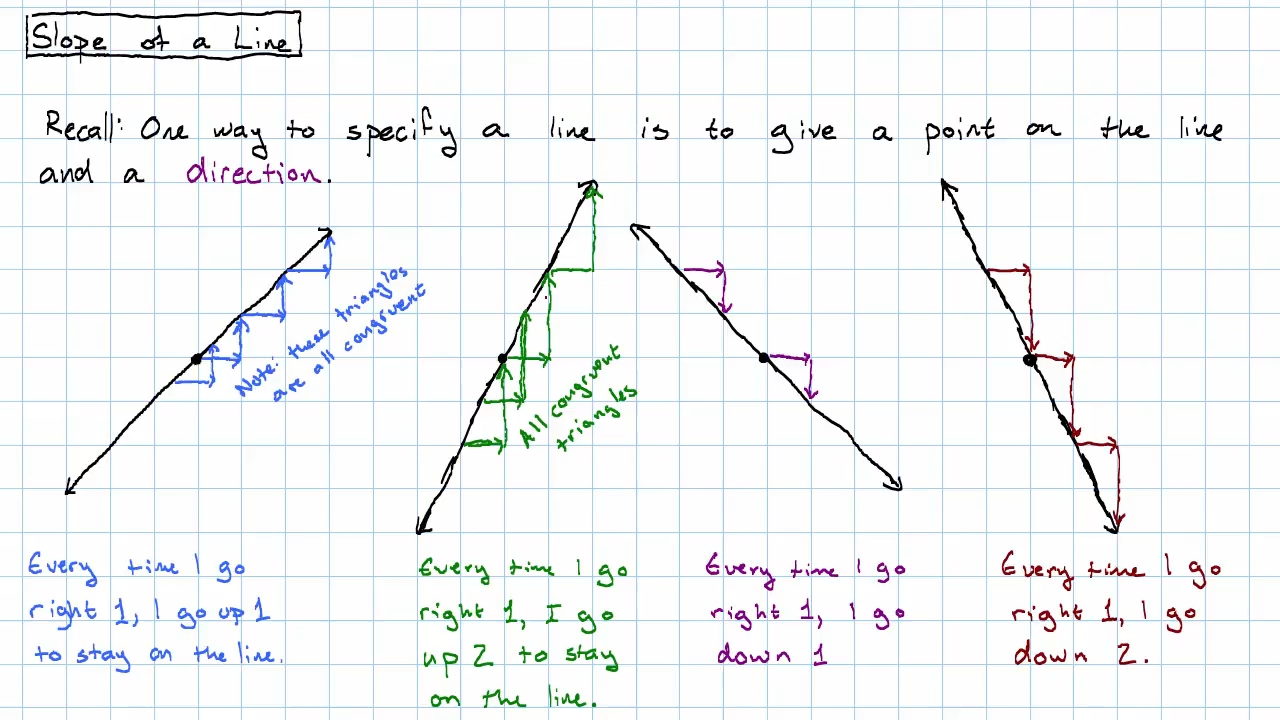 Slope of a Line
Recall: One way to specify a line is to give a point on the line
and a direction.
Note: these triangles
are all congruent
All congruent
triangles
Every time I go
right 1, I go up 1
to stay on the line.
Every time I go
right 1, I go
up 2 to stay
on the line.
Every time I go
right 1, I go
down 1
Every time I go
right 1, I go
down 2.